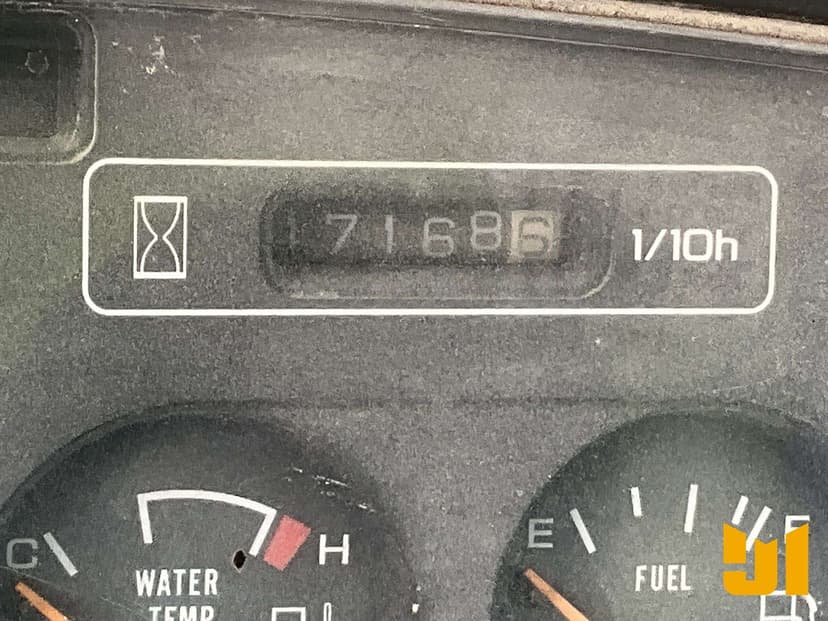 171686 1/10h
C H
WATER
TEMP
E F
FUEL